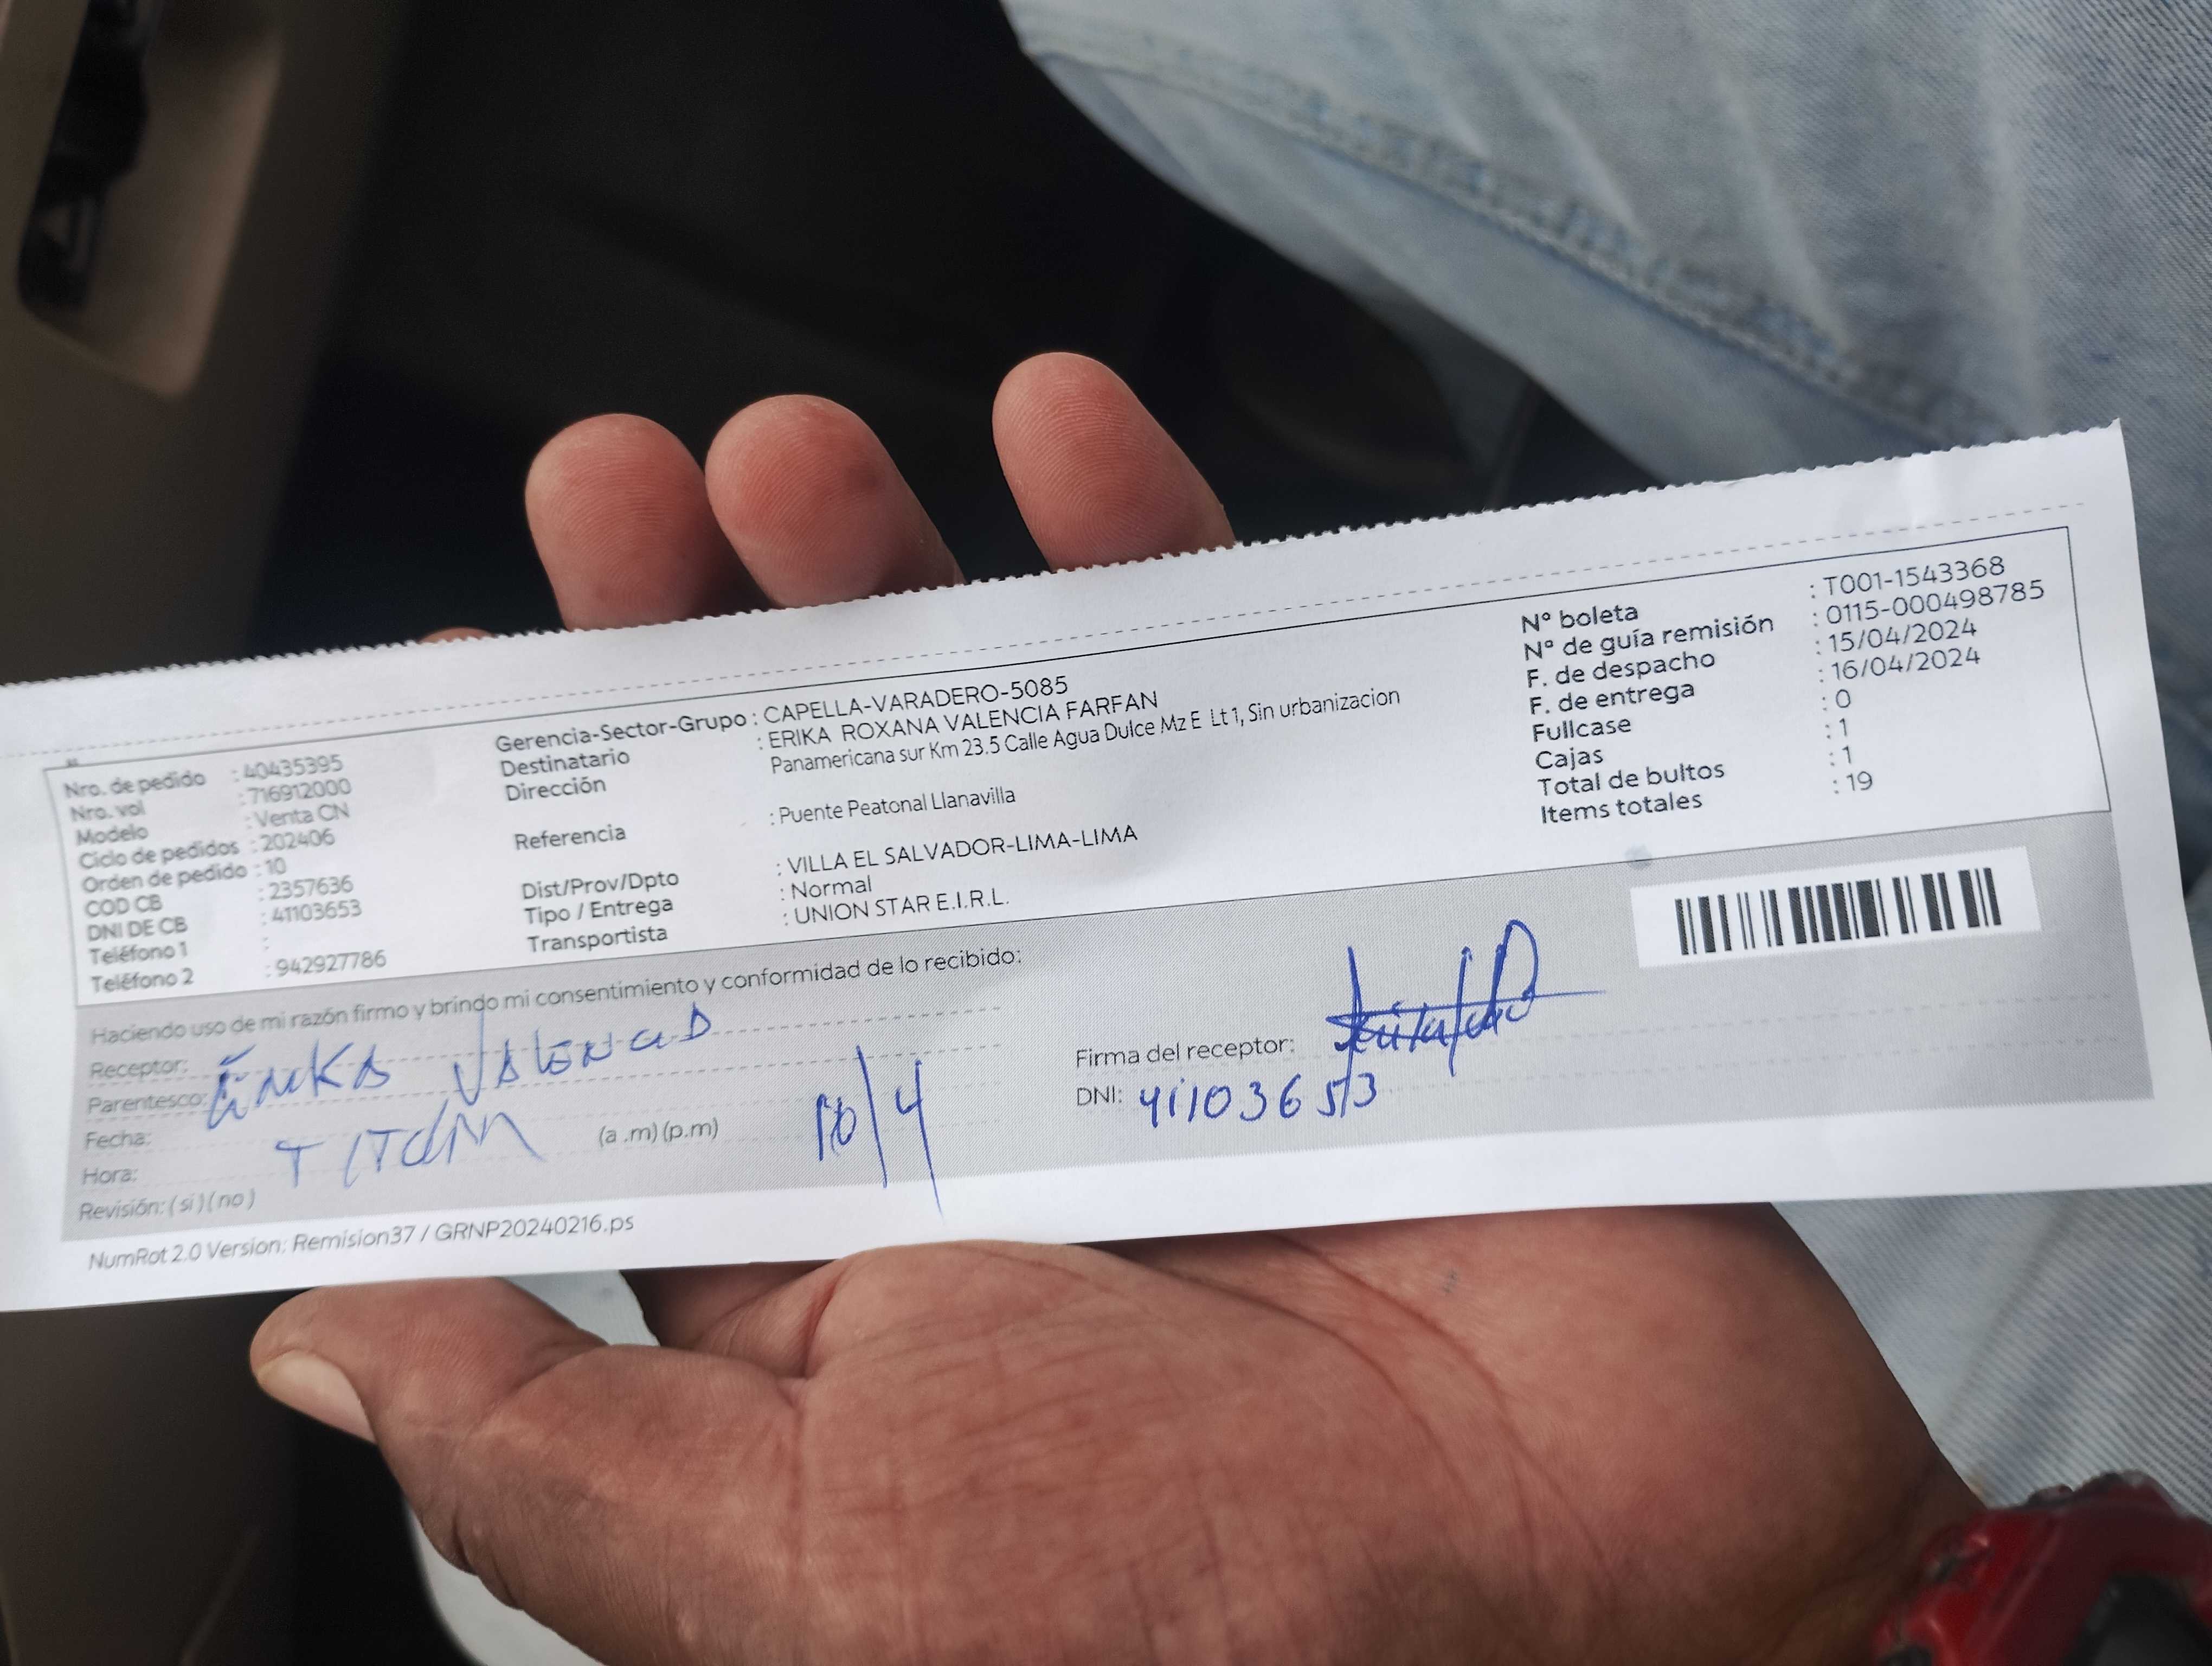 Nro. de pedido : 40435395
Nro. vol : 716912000
Modelo : Venta CN
Ciclo de pedidos : 202406
Orden de pedido : 10
COD CB : 2357636
DNI DE CB : 41103653
Teléfono 1 :
Teléfono 2 : 942927786
Gerencia-Sector-Grupo : CAPELLA-VARADERO-5085
Destinatario : ERIKA ROXANA VALENCIA FARFAN
Dirección Panamericana sur Km 23.5 Calle Agua Dulce Mz E Lt 1, Sin urbanizacion
Referencia : Puente Peatonal Llanavilla
Dist/Prov/Dpto : VILLA EL SALVADOR-LIMA-LIMA
Tipo / Entrega : Normal
Transportista : UNION STAR E.I.R.L.
Nº boleta : T001-1543368
Nº de guía remisión : 0115-000498785
F. de despacho : 15/04/2024
F. de entrega : 16/04/2024
Fullcase : 0
Cajas : 1
Total de bultos : 1
Items totales : 19
Haciendo uso de mi razón firmo y brindo mi consentimiento y conformidad de lo recibido:
Receptor: Erika Valencia
Parentesco:
Fecha: Titular 16/4
Hora: (a .m) (p.m)
Revisión: ( si ) ( no )
Firma del receptor:
DNI: 41103653
NumRot 2.0 Version: Remision37 / GRNP20240216.ps